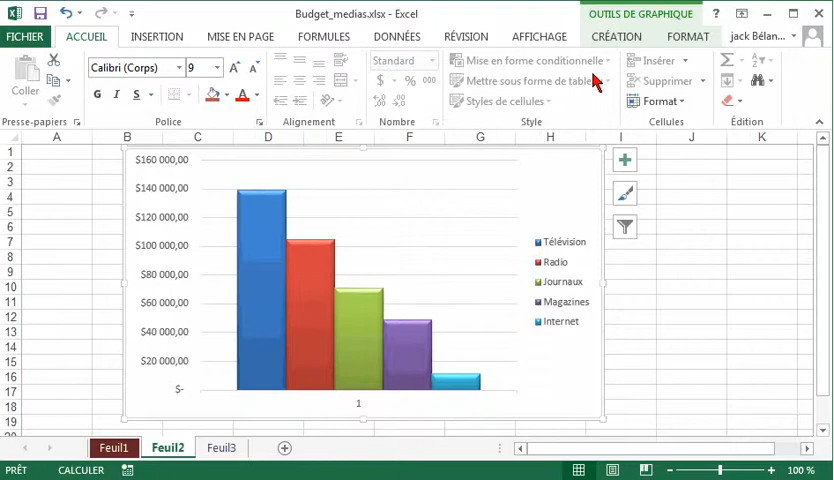 Budget_medias.xlsx - Excel
OUTILS DE GRAPHIQUE
FICHIER ACCUEIL INSERTION MISE EN PAGE FORMULES DONNÉES RÉVISION AFFICHAGE CRÉATION FORMAT jack Bélan...
Coller
Presse-papiers
Calibri (Corps) 9
G I S
Police
Alignment
Standard
$ % 000
Nombre
Mise en forme conditionnelle
Mettre sous forme de table
Styles de cellules
Style
Insérer
Supprimer
Format
Cellules
Édition
A B C D E F G H I J K
1
2
3
4
5
6
7
8
9
10
11
12
13
14
15
16
17
18
19
$160 000,00
$140 000,00
$120 000,00
$100 000,00
$80 000,00
$60 000,00
$40 000,00
$20 000,00
$-
1
Télévision
Radio
Journaux
Magazines
Internet
Feuil1 Feuil2 Feuil3
PRÊT CALCULER 100 %